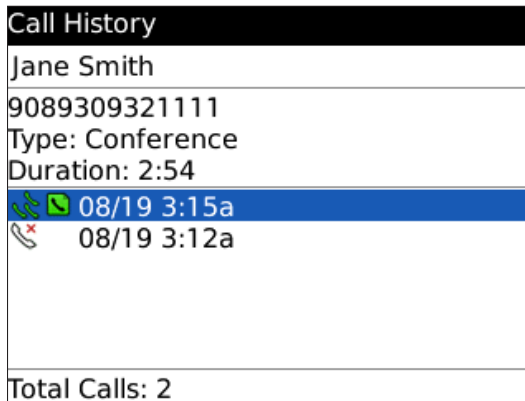 Call History
Jane Smith
9089309321111
Type: Conference
Duration: 2:54
08/19 3:15a
08/19 3:12a
Total Calls: 2